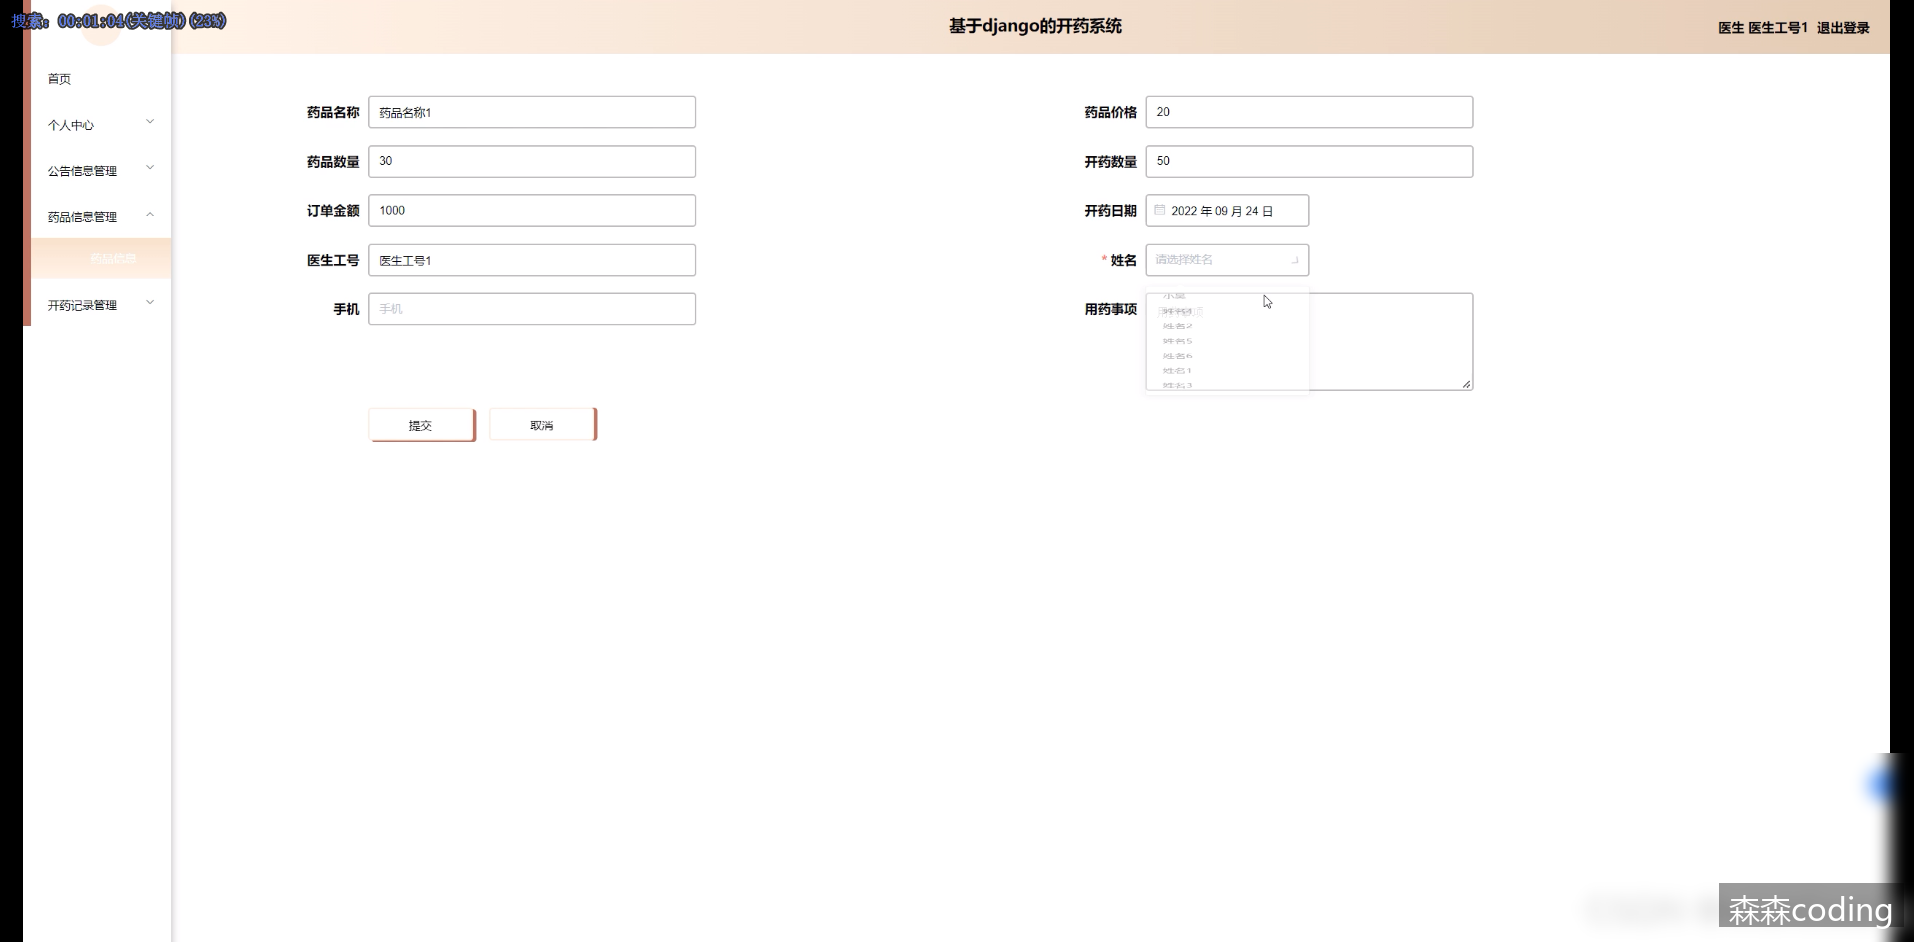 搜索: 00:01:04(关键帧)(23%)
基于django的开药系统
医生 医生工号1 退出登录
首页
个人中心
公告信息管理
药品信息管理
药品信息
开药记录管理
药品名称 药品名称1
药品价格 20
药品数量 30
开药数量 50
订单金额 1000
开药日期 2022 年 09 月 24 日
医生工号 医生工号1
* 姓名 请选择姓名
手机 手机
用药事项
姓名2
姓名5
姓名6
姓名1
姓名3
提交 取消
森森coding